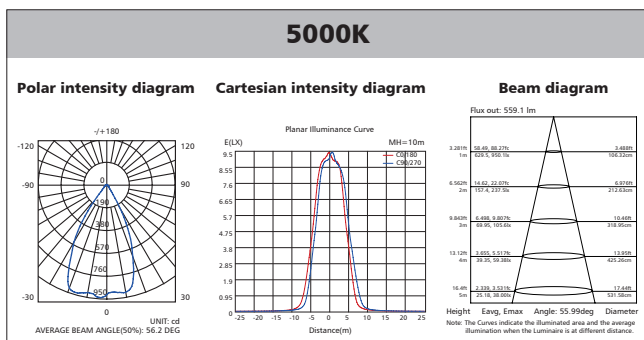 5000K
Polar intensity diagram
-/+180
-120
120
-90
90
0
190
380
570
760
950
-30
30
0
UNIT: cd
AVERAGE BEAM ANGLE(50%): 56.2 DEG
Cartesian intensity diagram
Planar Illuminance Curve
E(LX)
MH=10m
C0/180
C90/270
9.5
8.55
7.6
6.65
5.7
4.75
3.8
2.85
1.9
0.95
-25 -20 -15 -10 -5 0 5 10 15 20 25
Distance(m)
Beam diagram
Flux out: 559.1 lm
3.281ft 58.49, 88.27fc 3.488ft
1m 629.5, 950.1lx 106.32cm
6.562ft 14.62, 22.07fc 6.976ft
2m 157.4, 237.5lx 212.63cm
9.843ft 6.498, 9.807fc 10.46ft
3m 69.95, 105.6lx 318.95cm
13.12ft 3.655, 5.517fc 13.95ft
4m 39.35, 59.38lx 425.26cm
16.4ft 2.339, 3.531fc 17.44ft
5m 25.18, 38.00lx 531.58cm
Height Eavg, Emax Angle: 55.99deg Diameter
Note: The Curves indicate the illuminated area and the average
illumination when the Luminaire is at different distance.